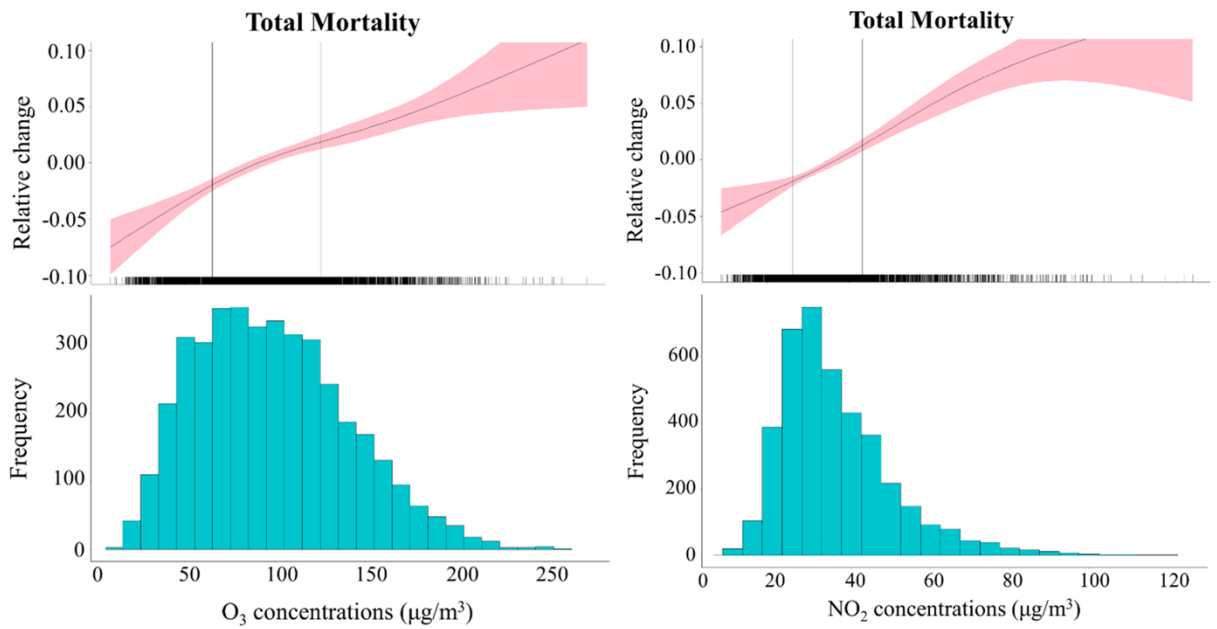 Total Mortality
Relative change
0.10
0.05
0.00
-0.05
-0.10
Frequency
300
200
100
0
0 50 100 150 200 250
O₃ concentrations (μg/m³)
Total Mortality
Relative change
0.10
0.05
0.00
-0.05
-0.10
Frequency
600
400
200
0
0 20 40 60 80 100 120
NO₂ concentrations (μg/m³)